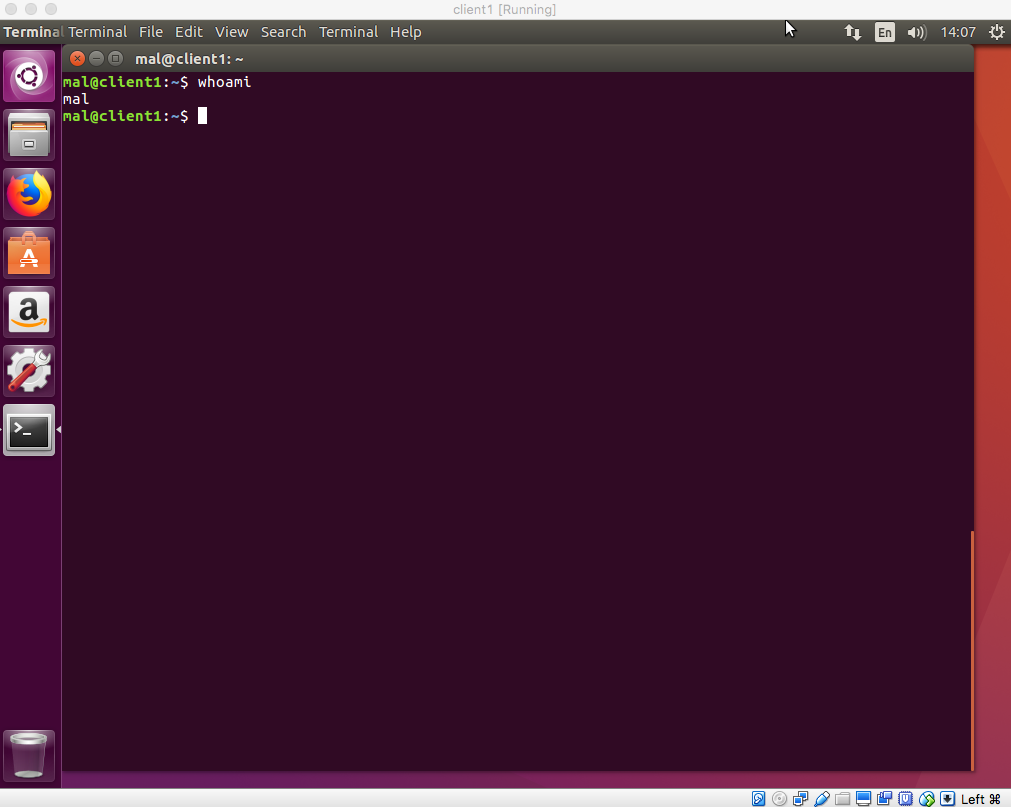 client1 [Running]
Terminal Terminal File Edit View Search Terminal Help En 14:07
mal@client1: ~
mal@client1:~$ whoami
mal
mal@client1:~$
Left ⌘